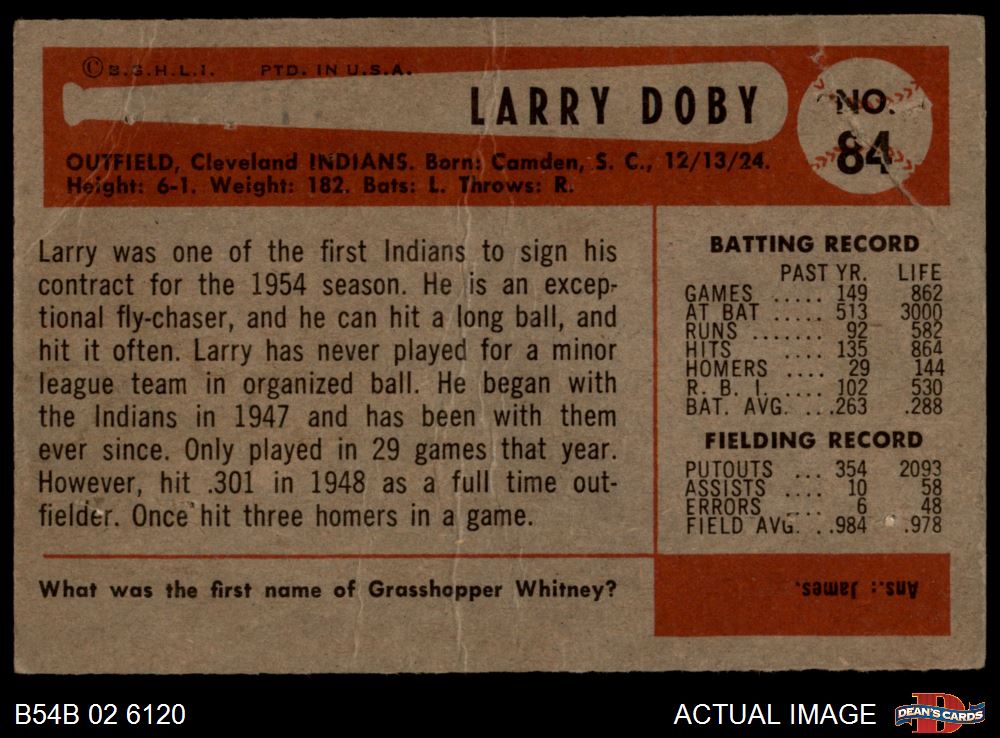 © B.G.H.L.I. PTD. IN U.S.A.
LARRY DOBY
NO.
84
OUTFIELD, Cleveland INDIANS. Born: Camden, S. C., 12/13/24.
Height: 6-1. Weight: 182. Bats: L. Throws: R.
Larry was one of the first Indians to sign his
contract for the 1954 season. He is an excep-
tional fly-chaser, and he can hit a long ball, and
hit it often. Larry has never played for a minor
league team in organized ball. He began with
the Indians in 1947 and has been with them
ever since. Only played in 29 games that year.
However, hit .301 in 1948 as a full time out-
fielder. Once hit three homers in a game.
BATTING RECORD
PAST YR. LIFE
GAMES ..... 149 862
AT BAT ..... 513 3000
RUNS ....... 92 582
HITS .... 135 864
HOMERS .... 29 144
R. B. I. .... 102 530
BAT. AVG. ...263 .288
FIELDING RECORD
PUTOUTS ... 354 2093
ASSISTS .... 10 58
ERRORS .... 6 48
FIELD AVG. ..984 .978
What was the first name of Grasshopper Whitney?
Ans.: James.
B54B 02 6120
ACTUAL IMAGE
D
DEAN'S CARDS